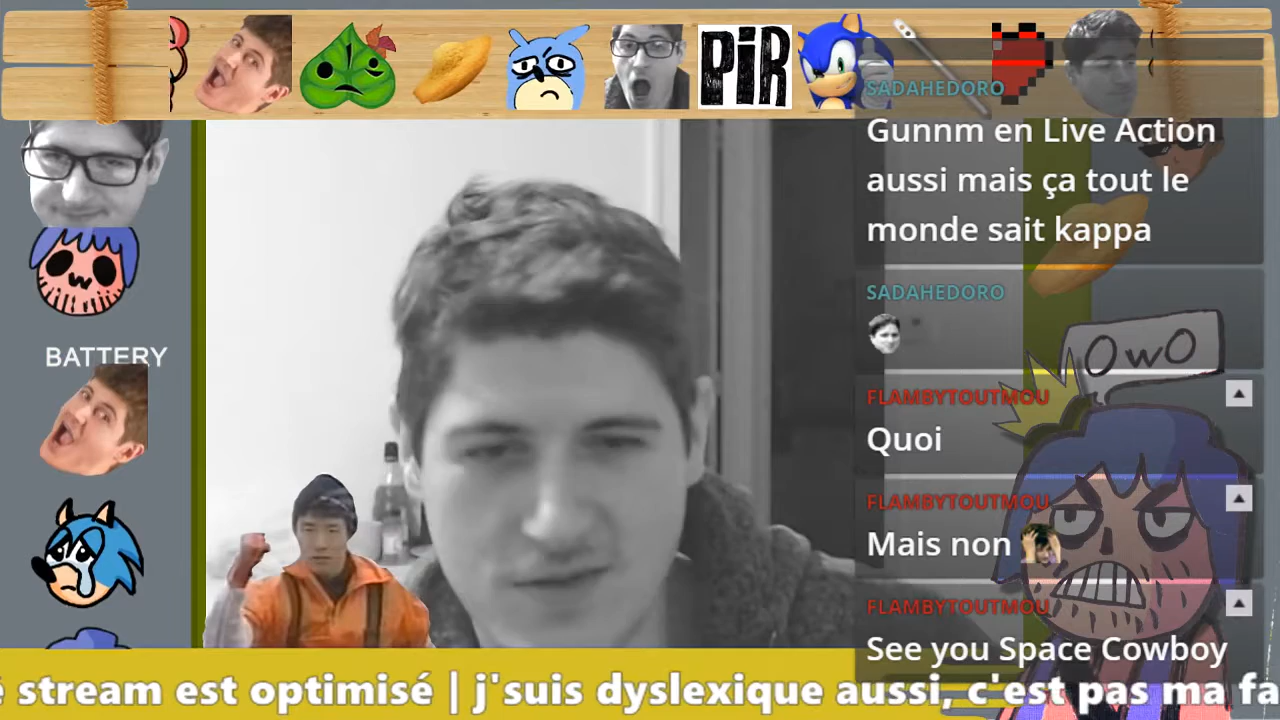 PiR
SADAHEDORO
Gunnm en Live Action
aussi mais ça tout le
monde sait kappa
SADAHEDORO
OwO
BATTERY
FLAMBYTOUTMOU
Quoi
FLAMBYTOUTMOU
Mais non
FLAMBYTOUTMOU
See you Space Cowboy
stream est optimisé | j'suis dyslexique aussi, c'est pas ma fa